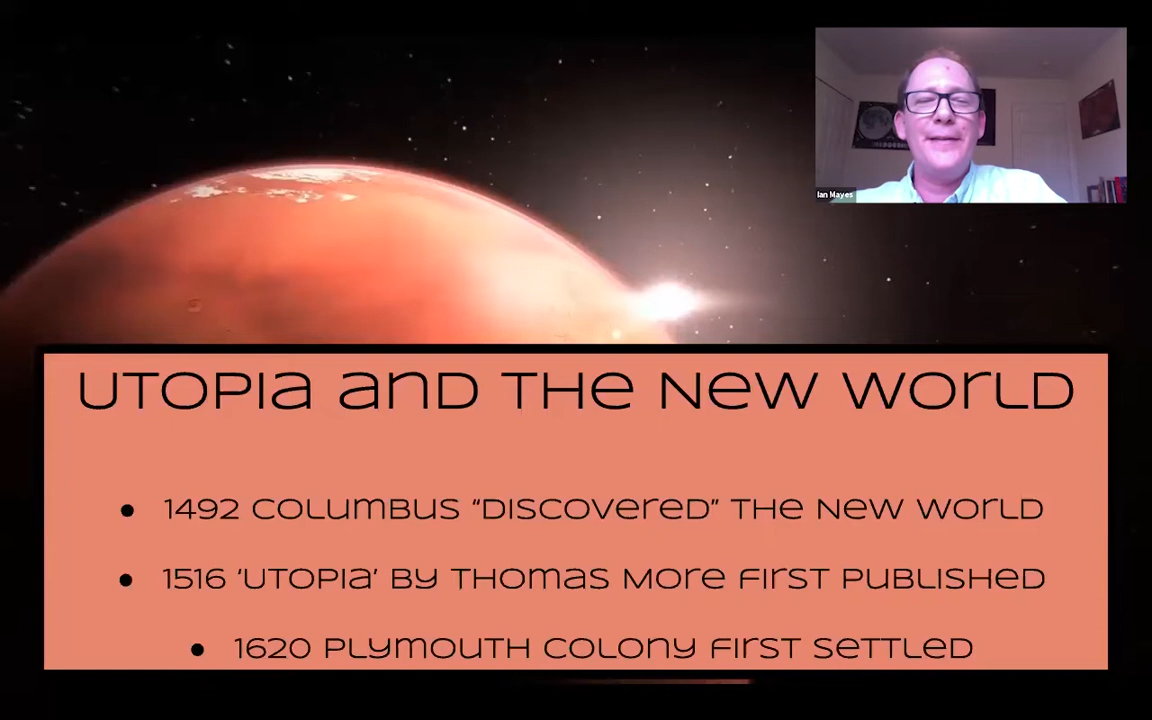 Ian Mayes
Utopia and the New World
• 1492 Columbus “Discovered” the New World
• 1516 ‘Utopia’ by Thomas More first published
• 1620 Plymouth Colony first settled